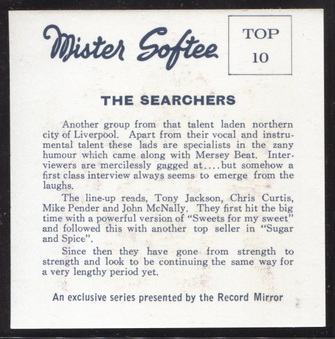 Mister Softee
TOP
10
THE SEARCHERS
Another group from that talent laden northern
city of Liverpool. Apart from their vocal and instru-
mental talent these lads are specialists in the zany
humour which came along with Mersey Beat. Inter-
viewers are mercilessly gagged at....but somehow a
first class interview always seems to emerge from the
laughs.
The line-up reads, Tony Jackson, Chris Curtis,
Mike Pender and John McNally. They first hit the big
time with a powerful version of "Sweets for my sweet"
and followed this with another top seller in "Sugar
and Spice".
Since then they have gone from strength to
strength and look to be continuing the same way for
a very lengthy period yet.
An exclusive series presented by the Record Mirror